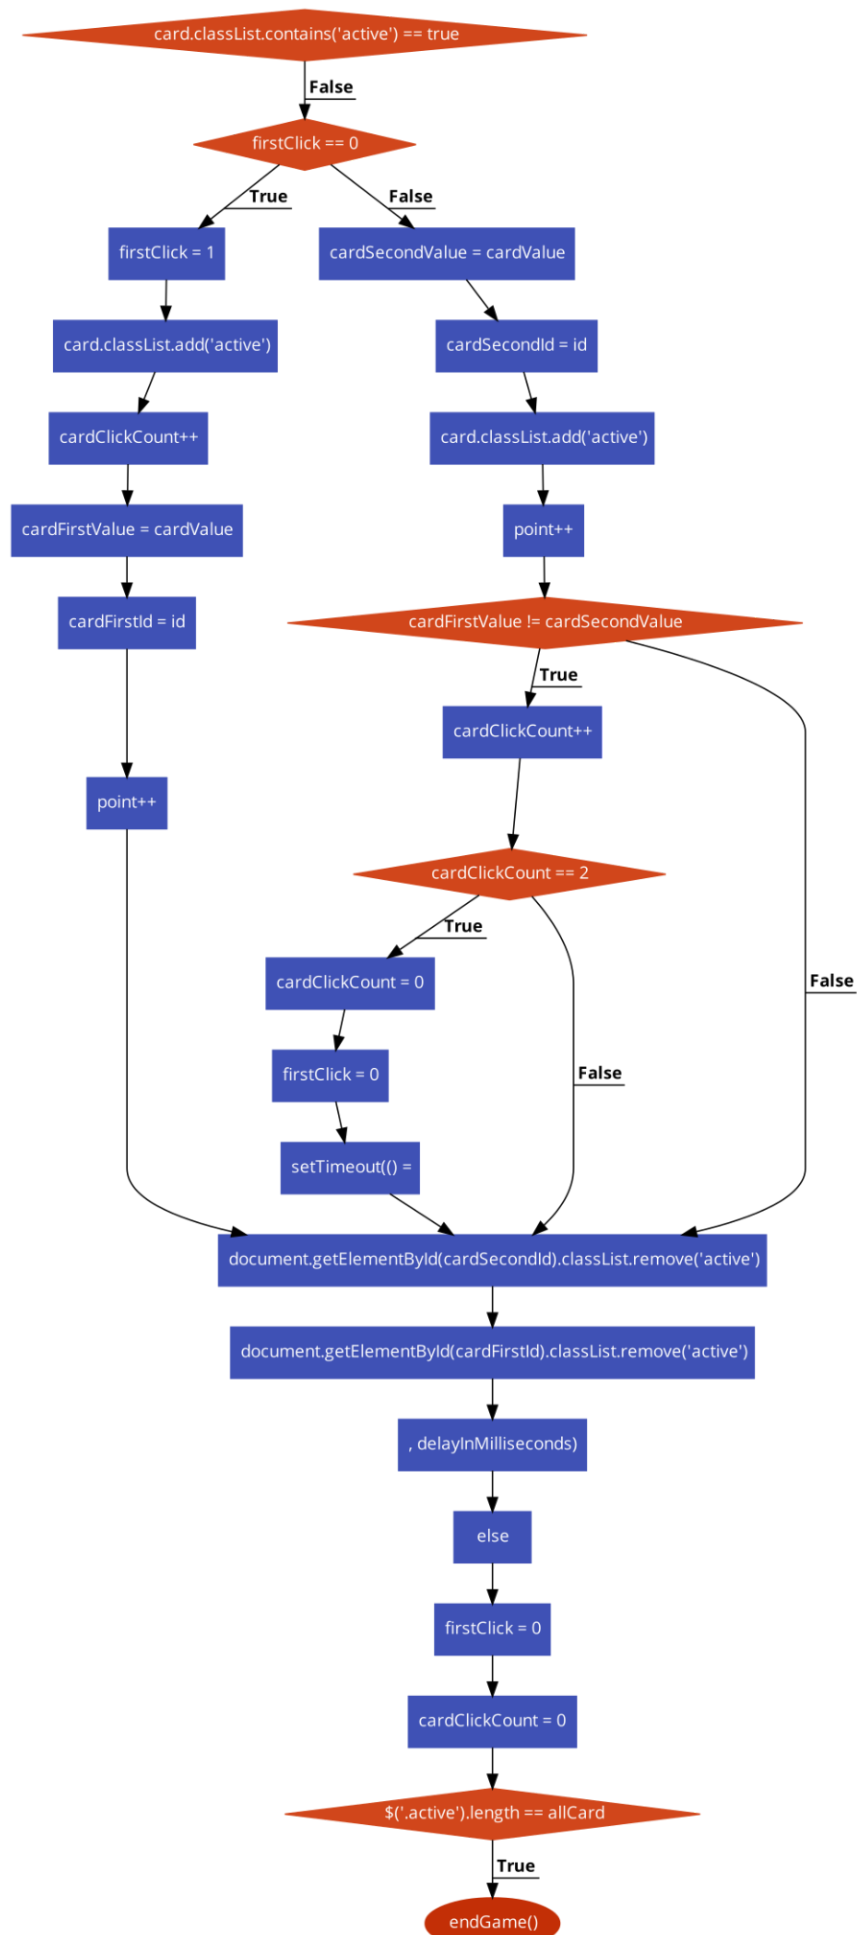 card.classList.contains('active') == true
False
firstClick == 0
True
False
firstClick = 1
cardSecondValue = cardValue
card.classList.add('active')
cardSecondId = id
cardClickCount++
card.classList.add('active')
cardFirstValue = cardValue
point++
cardFirstId = id
cardFirstValue != cardSecondValue
True
cardClickCount++
point++
cardClickCount == 2
True
cardClickCount = 0
False
firstClick = 0
False
setTimeout(() =
document.getElementById(cardSecondId).classList.remove('active')
document.getElementById(cardFirstId).classList.remove('active')
, delayInMilliseconds)
else
firstClick = 0
cardClickCount = 0
$('.active').length == allCard
True
endGame()